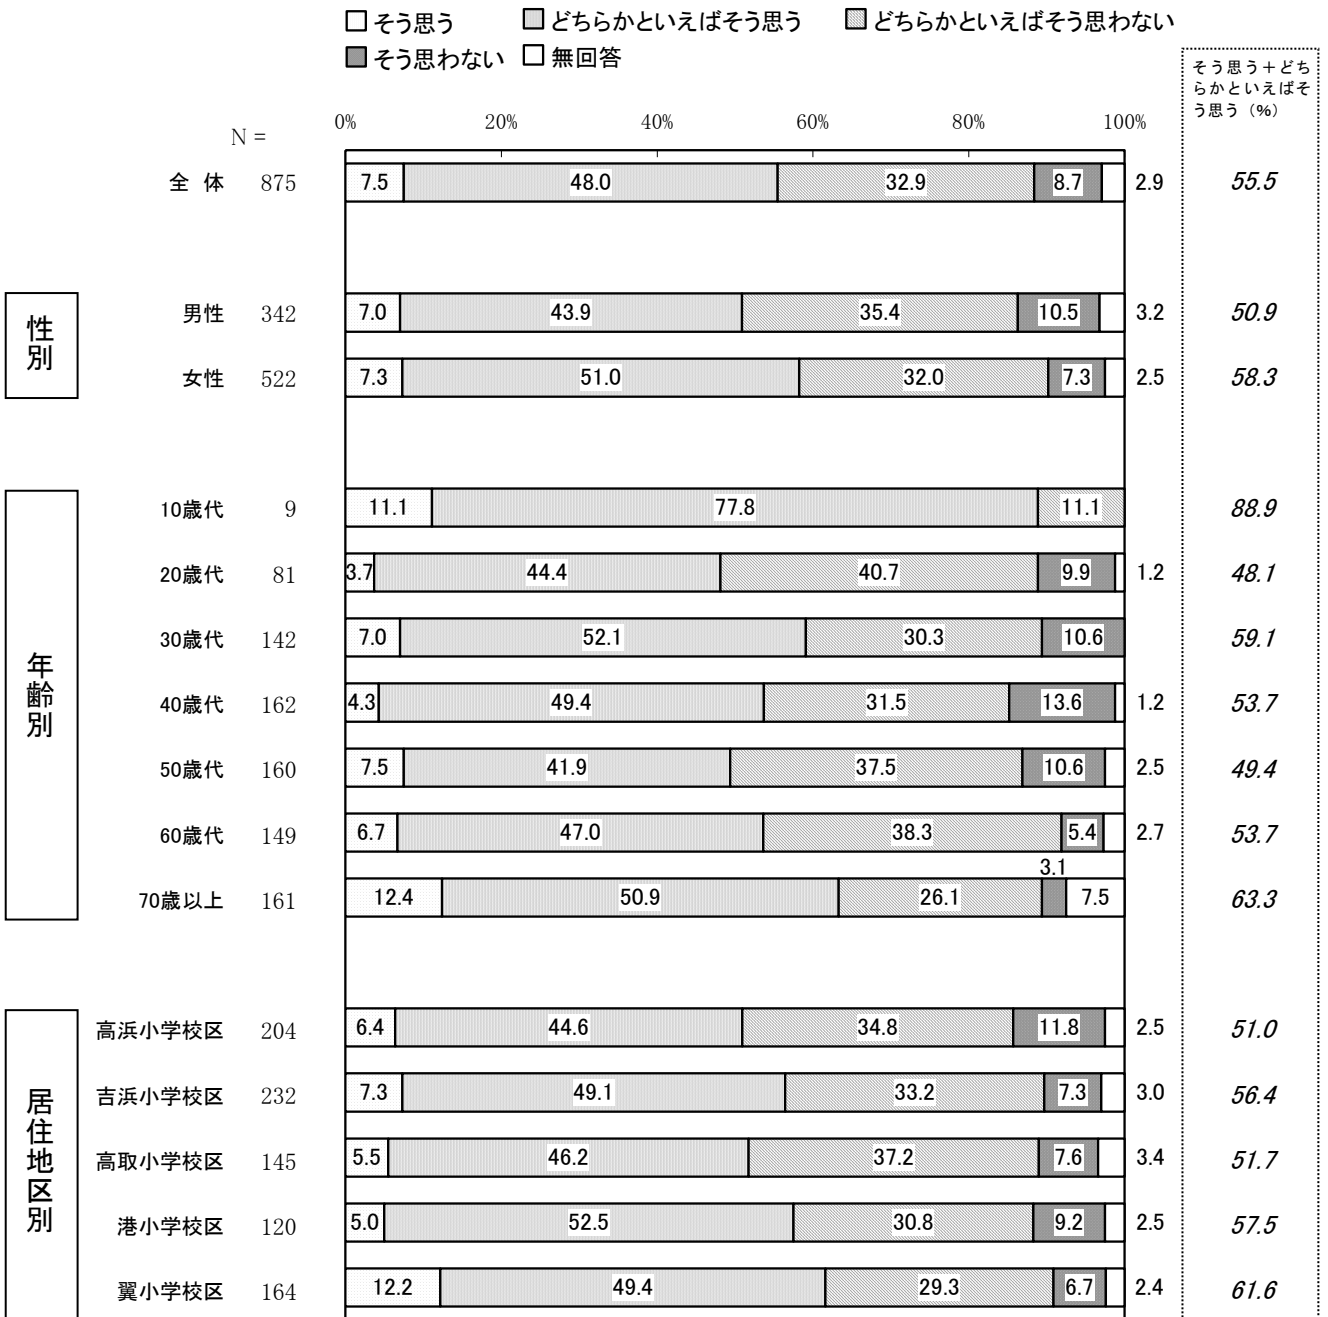 そう思う どちらかといえばそう思う どちらかといえばそう思わない
そう思わない 無回答
そう思う＋どち
らかといえばそ
う思う（%）
N = 0% 20% 40% 60% 80% 100%
全 体 875 7.5 48.0 32.9 8.7 2.9 55.5
性別
男性 342 7.0 43.9 35.4 10.5 3.2 50.9
女性 522 7.3 51.0 32.0 7.3 2.5 58.3
年齢別
10歳代 9 11.1 77.8 11.1 88.9
20歳代 81 3.7 44.4 40.7 9.9 1.2 48.1
30歳代 142 7.0 52.1 30.3 10.6 59.1
40歳代 162 4.3 49.4 31.5 13.6 1.2 53.7
50歳代 160 7.5 41.9 37.5 10.6 2.5 49.4
60歳代 149 6.7 47.0 38.3 5.4 2.7 53.7
70歳以上 161 12.4 50.9 26.1 3.1 7.5 63.3
居住地区別
高浜小学校区 204 6.4 44.6 34.8 11.8 2.5 51.0
吉浜小学校区 232 7.3 49.1 33.2 7.3 3.0 56.4
高取小学校区 145 5.5 46.2 37.2 7.6 3.4 51.7
港小学校区 120 5.0 52.5 30.8 9.2 2.5 57.5
翼小学校区 164 12.2 49.4 29.3 6.7 2.4 61.6